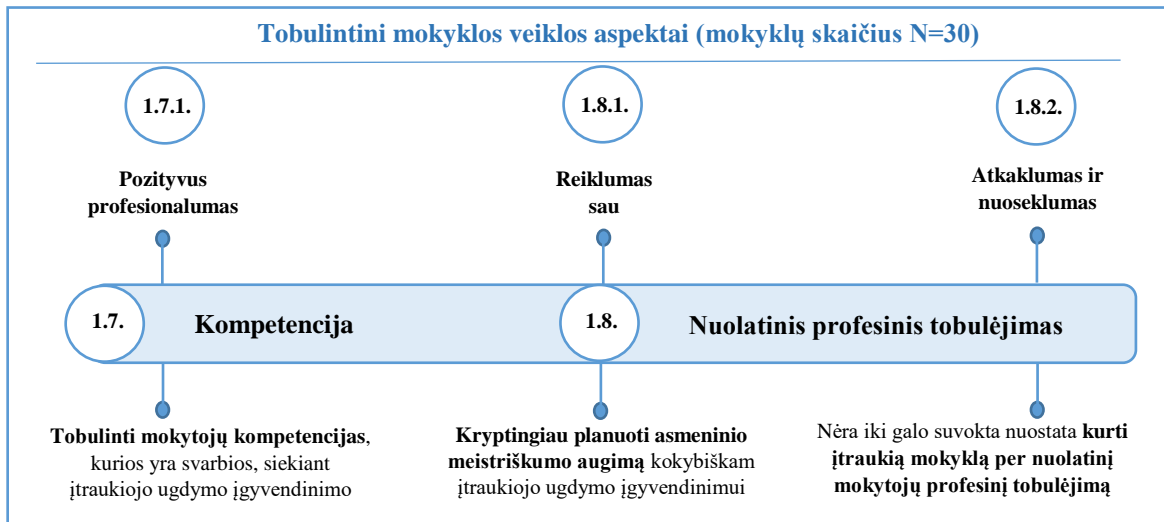 Tobulintini mokyklos veiklos aspektai (mokyklų skaičius N=30)
1.7.1.
1.8.1.
1.8.2.
Pozityvus
profesionalumas
Reiklumas
sau
Atkaklumas ir
nuoseklumas
1.7.
Kompetencija
1.8.
Nuolatinis profesinis tobulėjimas
Tobulinti mokytojų kompetencijas,
kurios yra svarbios, siekiant
įtraukiojo ugdymo įgyvendinimo
Kryptingiau planuoti asmeninio
meistriškumo augimą kokybiškam
įtraukiojo ugdymo įgyvendinimui
Nėra iki galo suvokta nuostata kurti
įtraukią mokyklą per nuolatinį
mokytojų profesinį tobulėjimą